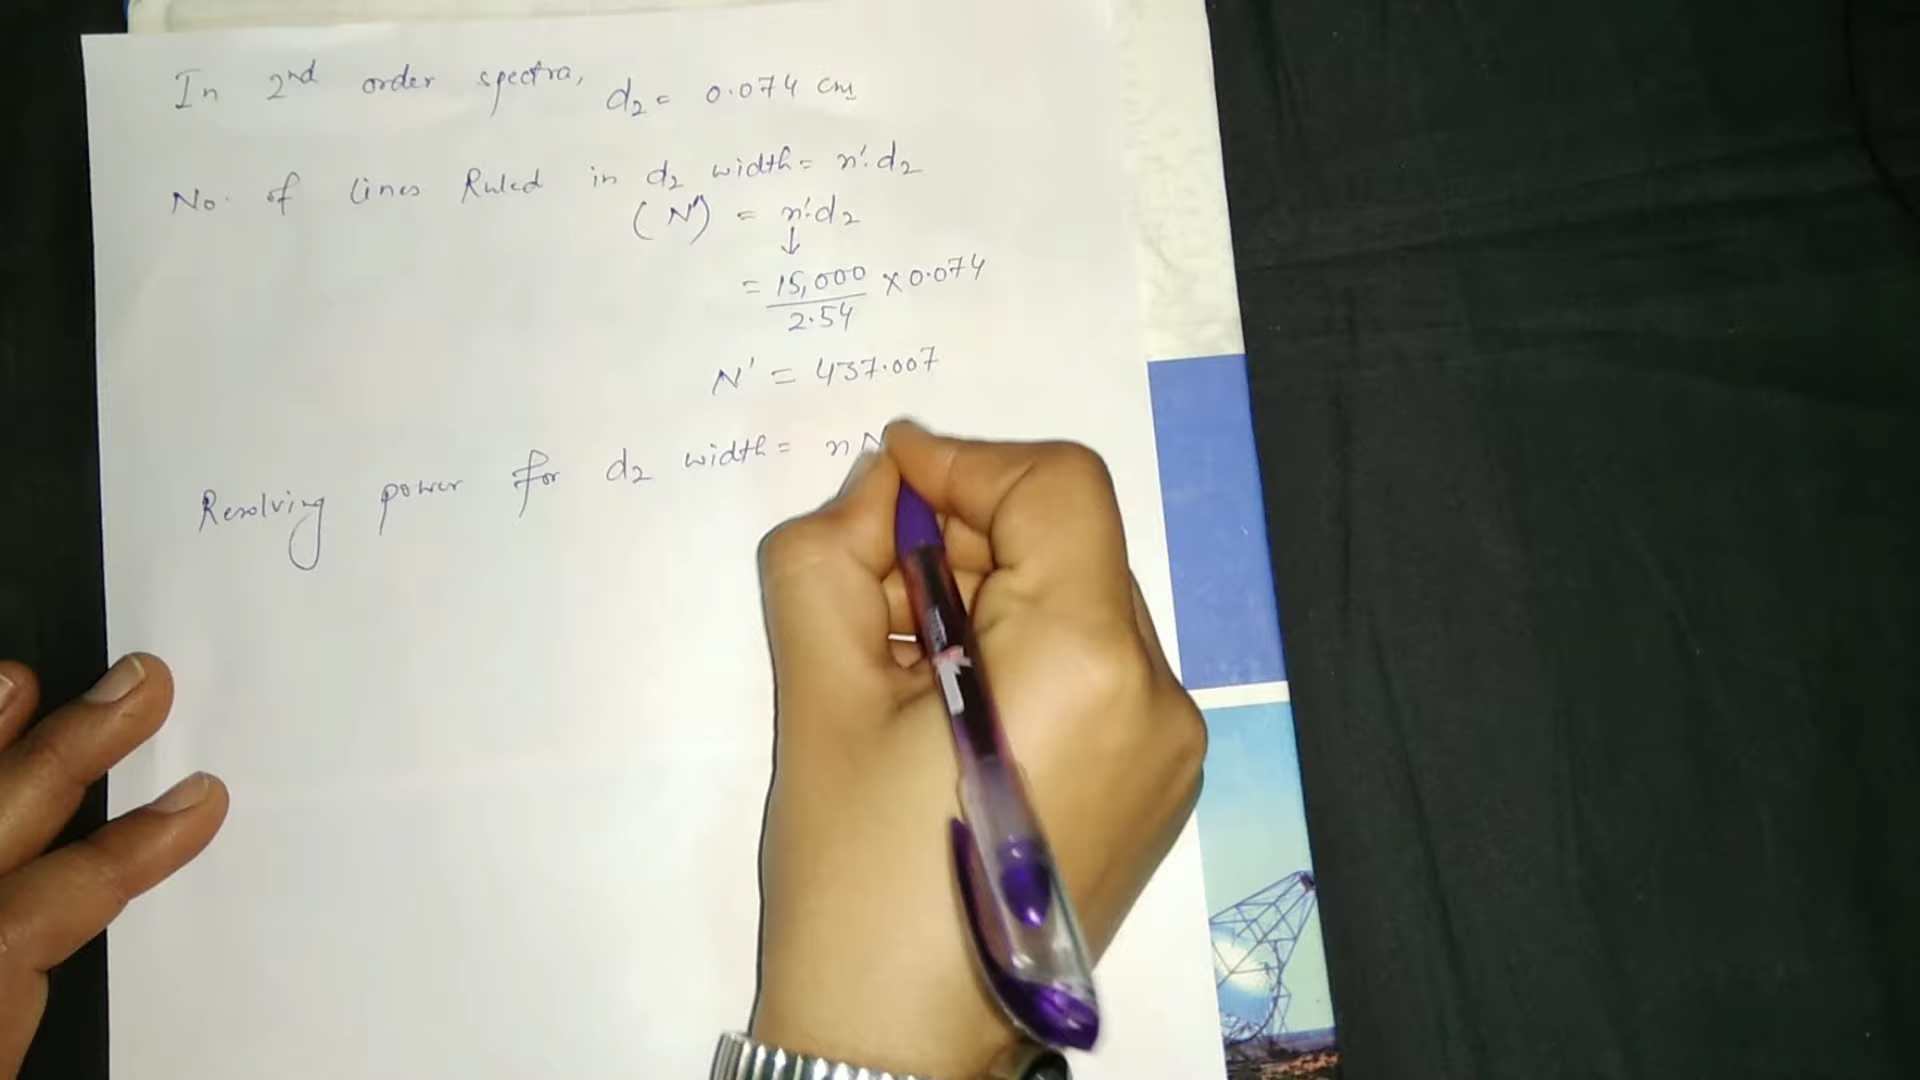 In 2nd order spectra, d2 = 0.074 cm
No. of lines Ruled in d2 width = n'.d2
(N') = n'.d2
↓
= 15,000 / 2.54 × 0.074
N' = 437.007
Resolving power for d2 width = nN